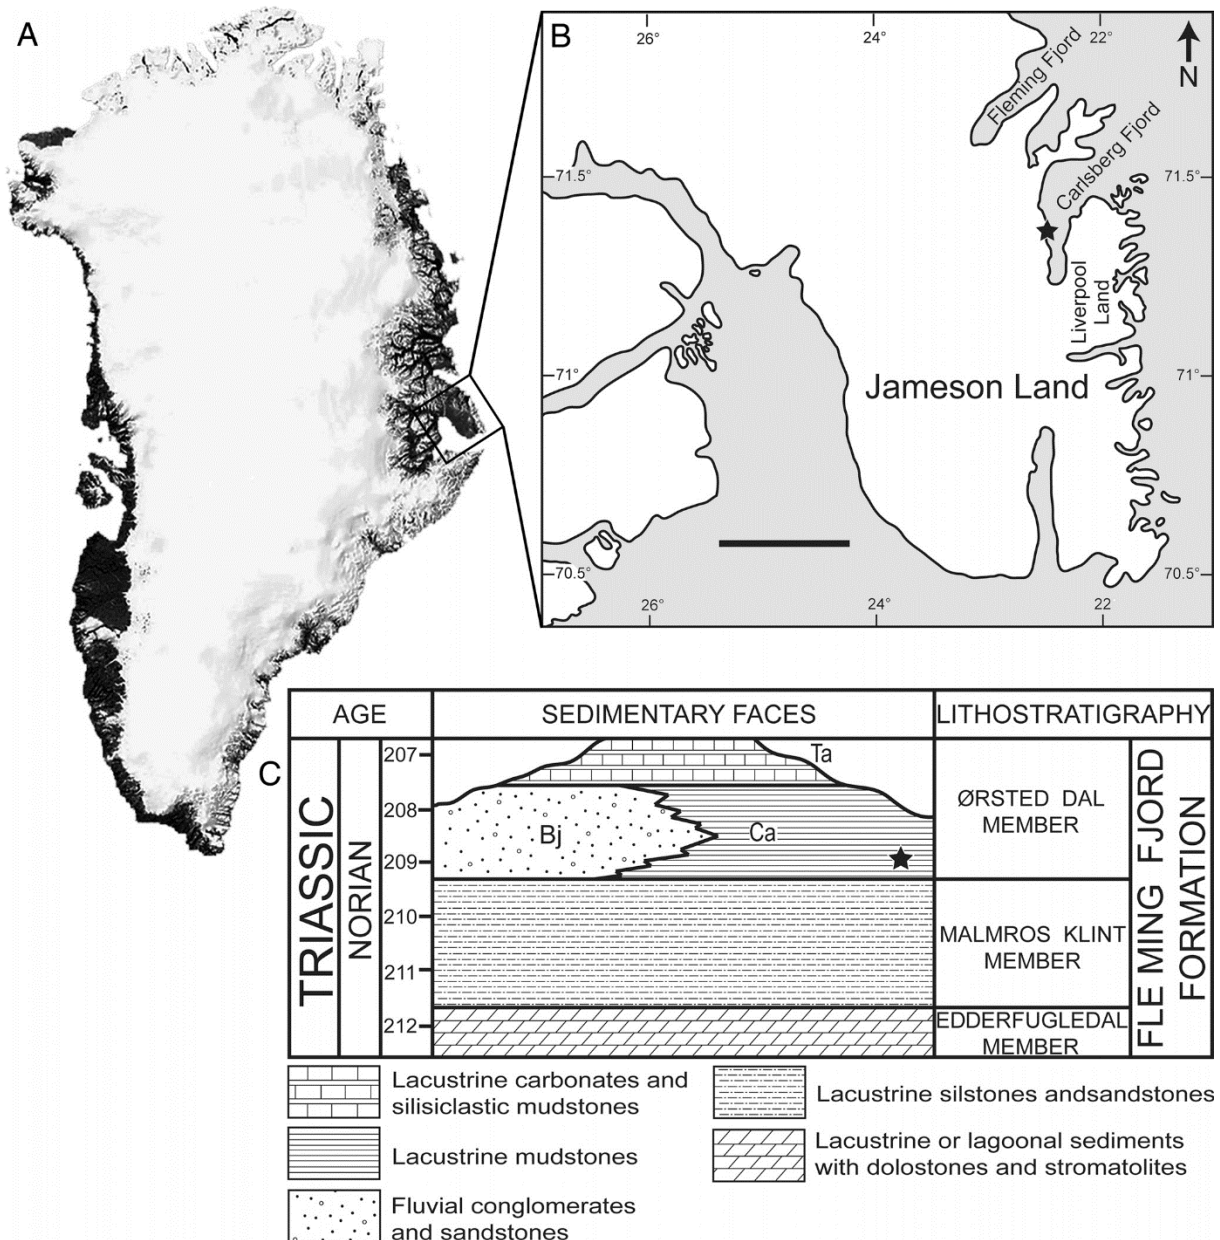 A
B
26°
24°
22°
N
Fleming Fjord
Carlsberg Fjord
71.5°
71.5°
Liverpool
Land
71°
71°
Jameson Land
70.5°
70.5°
26°
24°
22
C
AGE
SEDIMENTARY FACES
LITHOSTRATIGRAPHY
TRIASSIC
NORIAN
207
208
209
210
211
212
Ta
Bj
Ca
ØRSTED DAL
MEMBER
MALMROS KLINT
MEMBER
EDDERFUGLEDAL
MEMBER
FLE MING FJORD
FORMATION
Lacustrine carbonates and
silisiclastic mudstones
Lacustrine mudstones
Fluvial conglomerates
and sandstones
Lacustrine silstones andsandstones
Lacustrine or lagoonal sediments
with dolostones and stromatolites